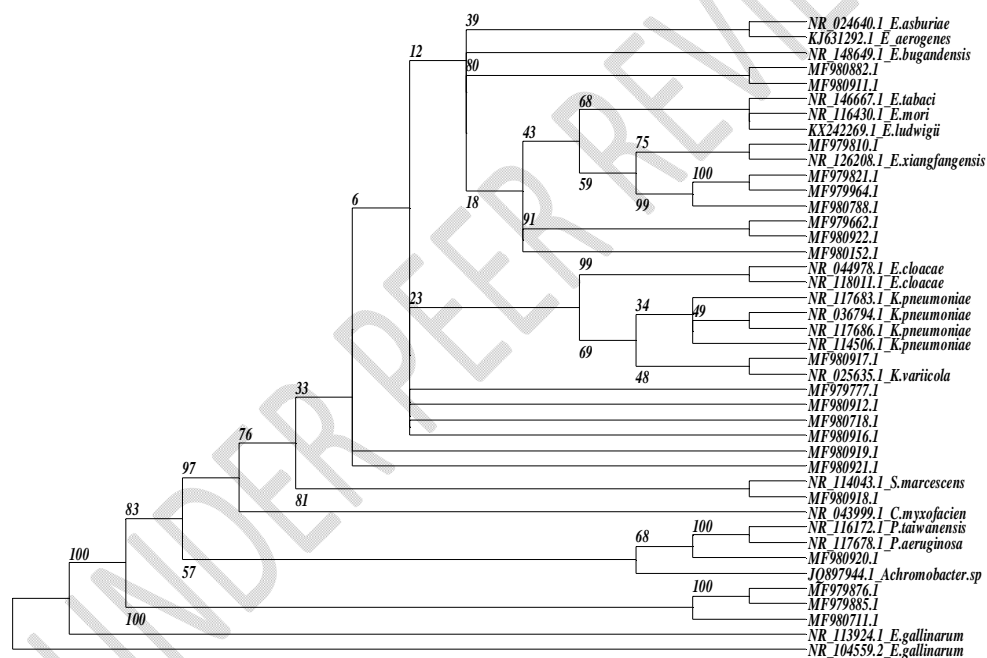 39
NR_024640.1_E.asburiae
KJ631292.1_E_aerogenes
12
NR_148649.1_E.bugandensis
80
MF980882.1
MF980911.1
NR_146667.1_E.tabaci
68
NR_116430.1_E.mori
KX242269.1_E.ludwigii
43
MF979810.1
75
NR_126208.1_E.xiangfangensis
MF979821.1
100
59
MF979964.1
99
18
MF980788.1
6
91
MF979662.1
MF980922.1
MF980152.1
99
NR_044978.1_E.cloacae
NR_118011.1_E.cloacae
23
NR_117683.1_K.pneumoniae
34
49
NR_036794.1_K.pneumoniae
NR_117686.1_K.pneumoniae
NR_114506.1_K.pneumoniae
69
MF980917.1
48
NR_025635.1_K.variicola
33
MF979777.1
MF980912.1
MF980718.1
76
MF980916.1
MF980919.1
97
MF980921.1
NR_114043.1_S.marcescens
81
MF980918.1
83
NR_043999.1_C.myxofacien
NR_116172.1_P.taiwanensis
100
68
NR_117678.1_P.aeruginosa
100
MF980920.1
57
JQ897944.1_Achromobacter.sp
MF979876.1
100
MF979885.1
100
MF980711.1
NR_113924.1_E.gallinarum
NR_104559.2_E.gallinarum
UNDER PEER REVIEW